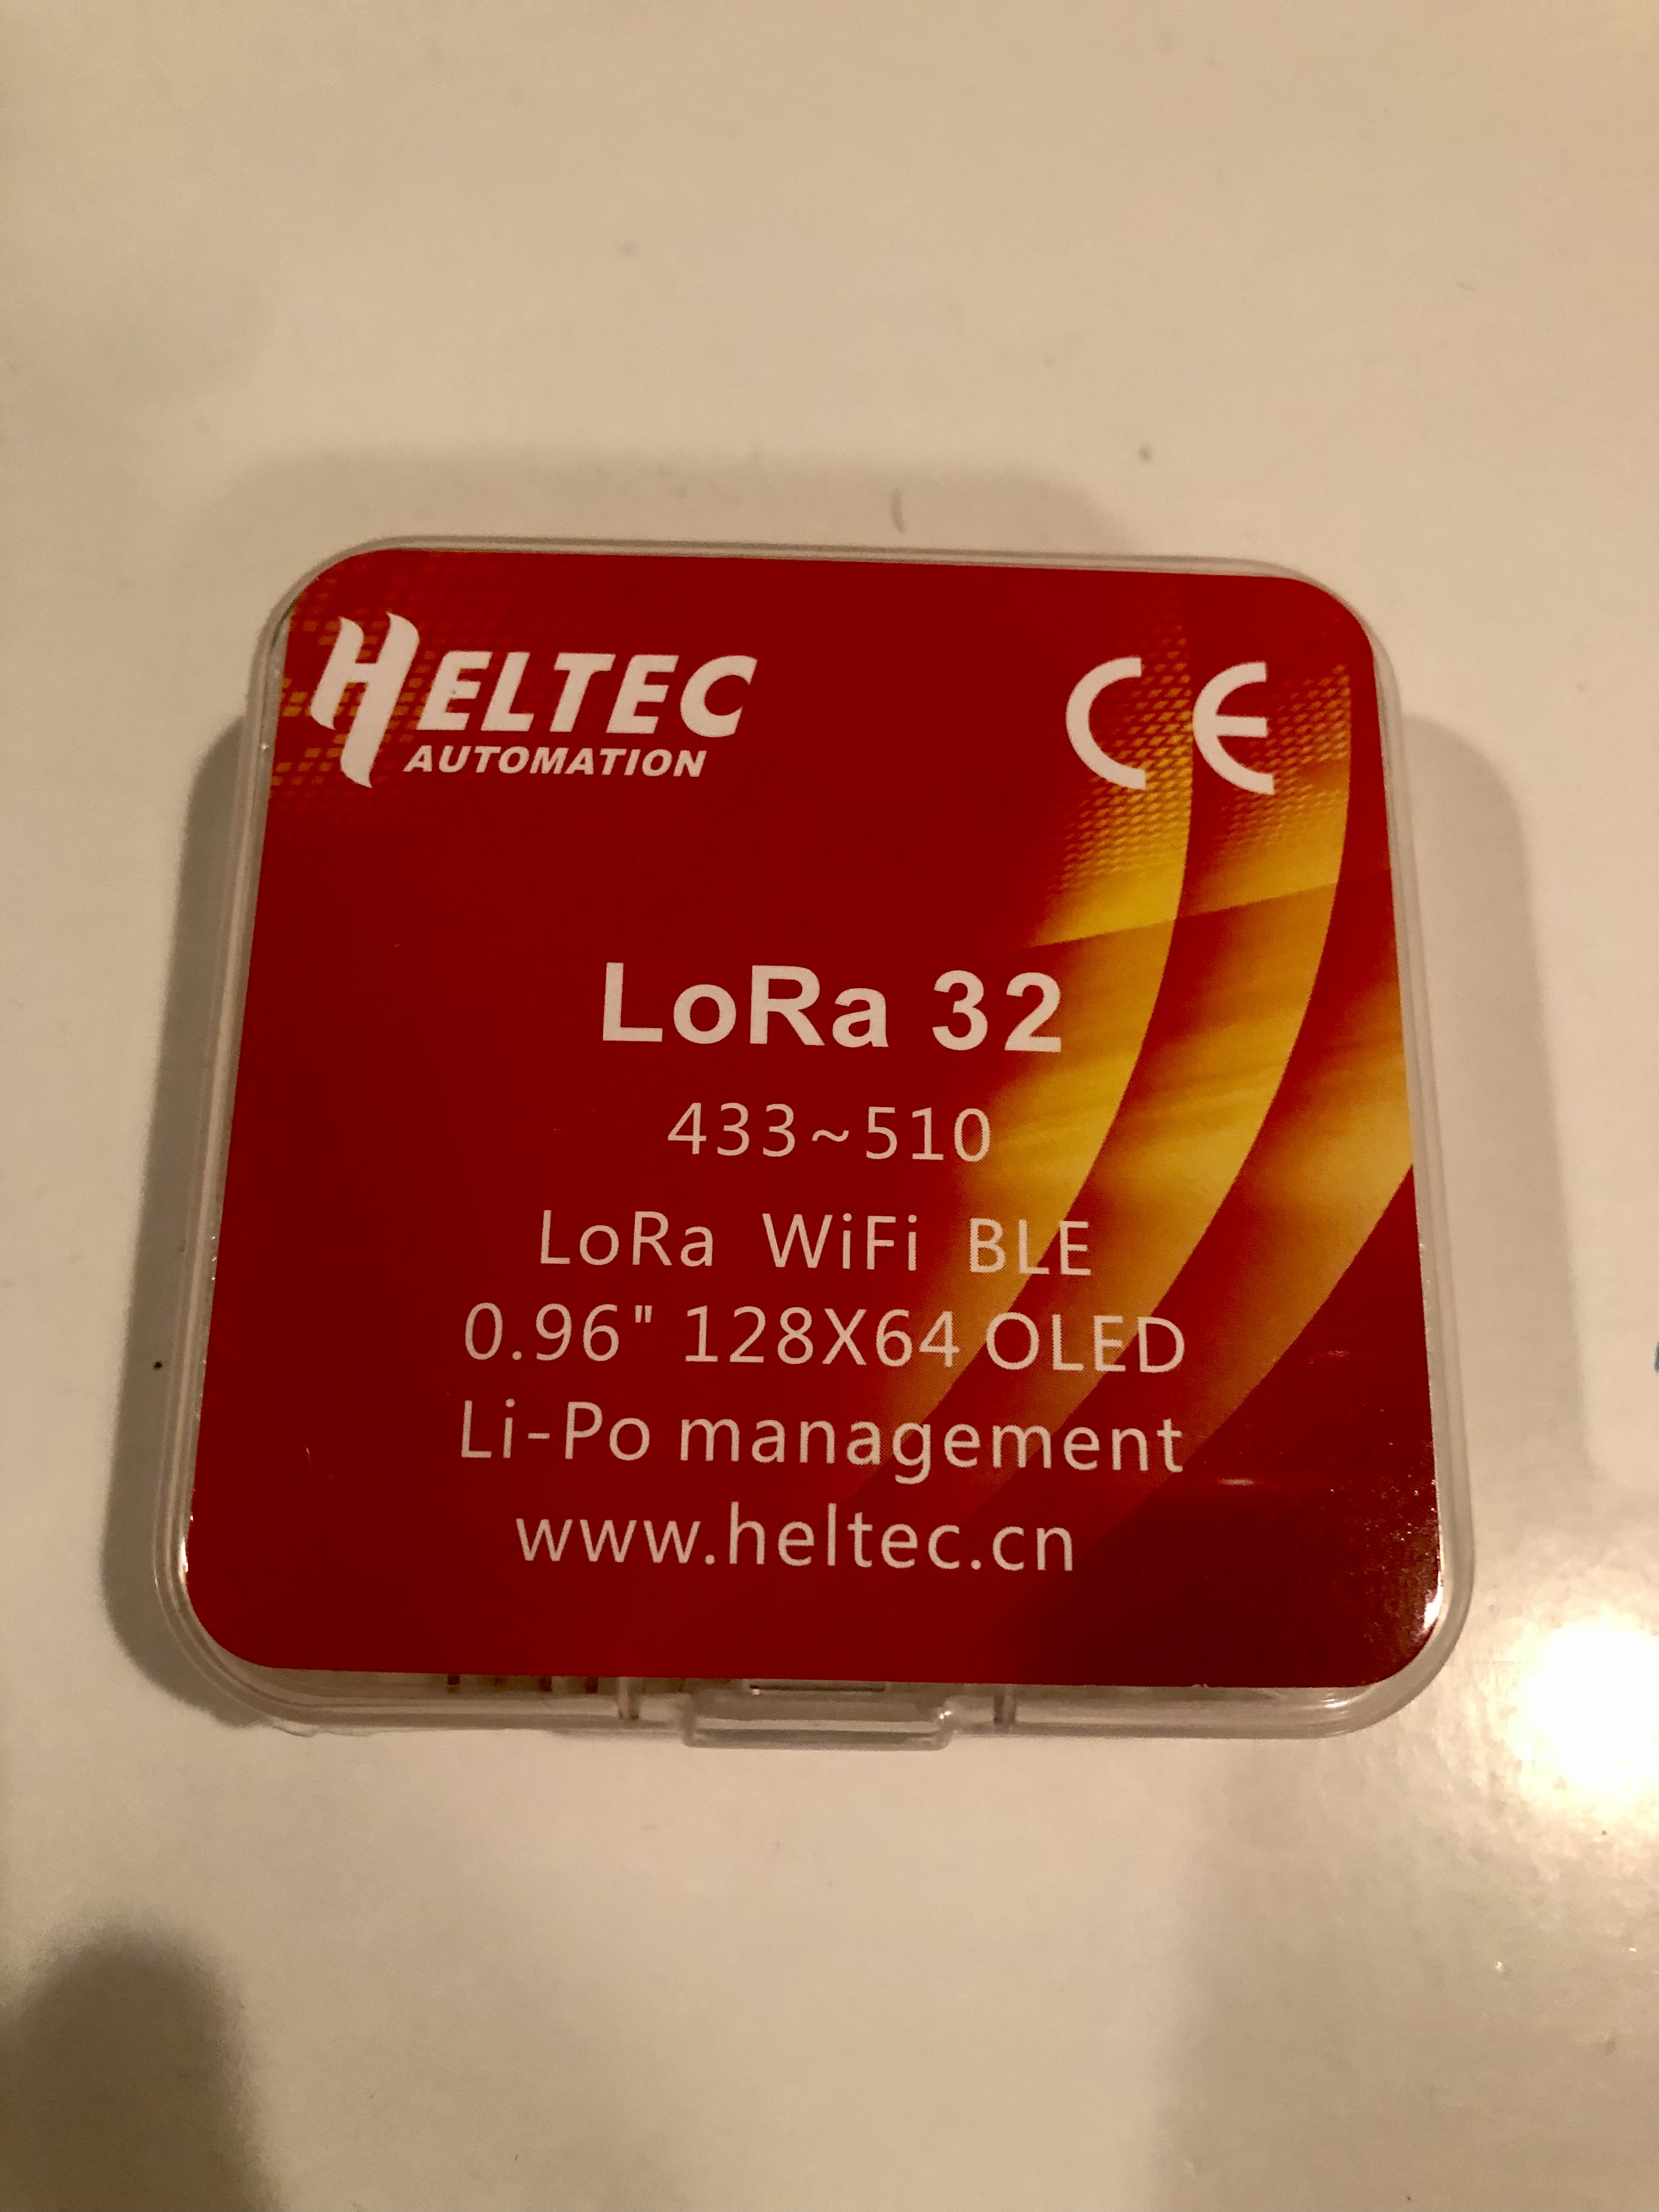 HELTEC
AUTOMATION
CE
LoRa 32
433~510
LoRa WiFi BLE
0.96" 128X64 OLED
Li-Po management
www.heltec.cn